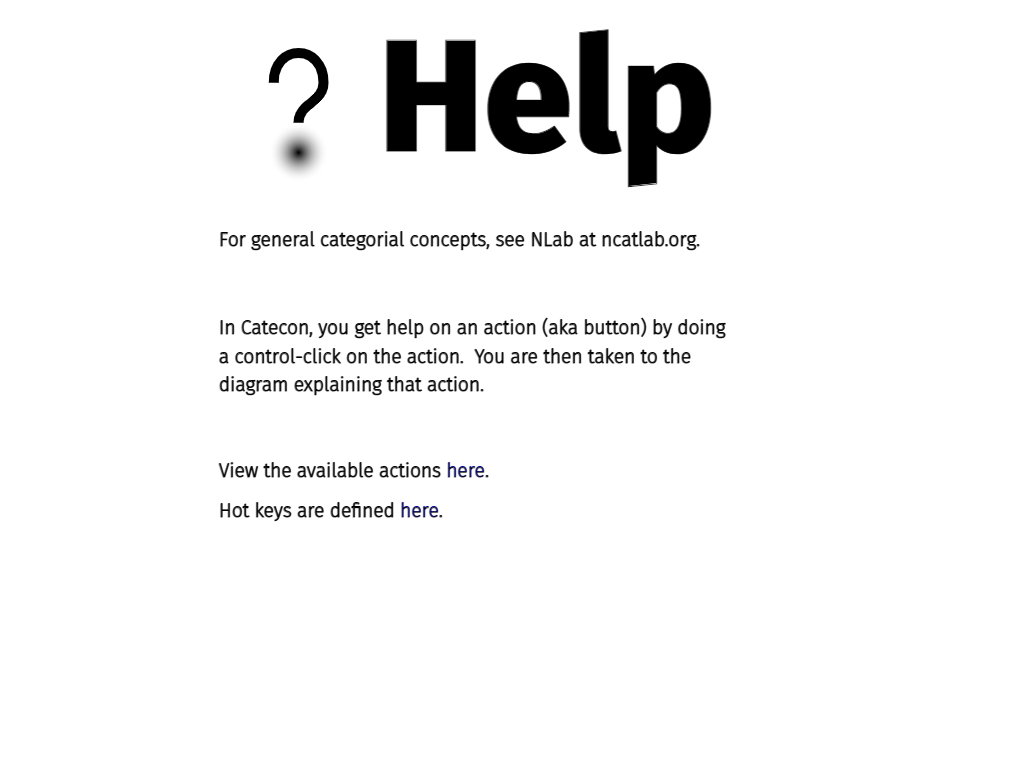 ? Help
For general categorial concepts, see NLab at ncatlab.org.
In Catecon, you get help on an action (aka button) by doing
a control-click on the action.  You are then taken to the
diagram explaining that action.
View the available actions here.
Hot keys are defined here.